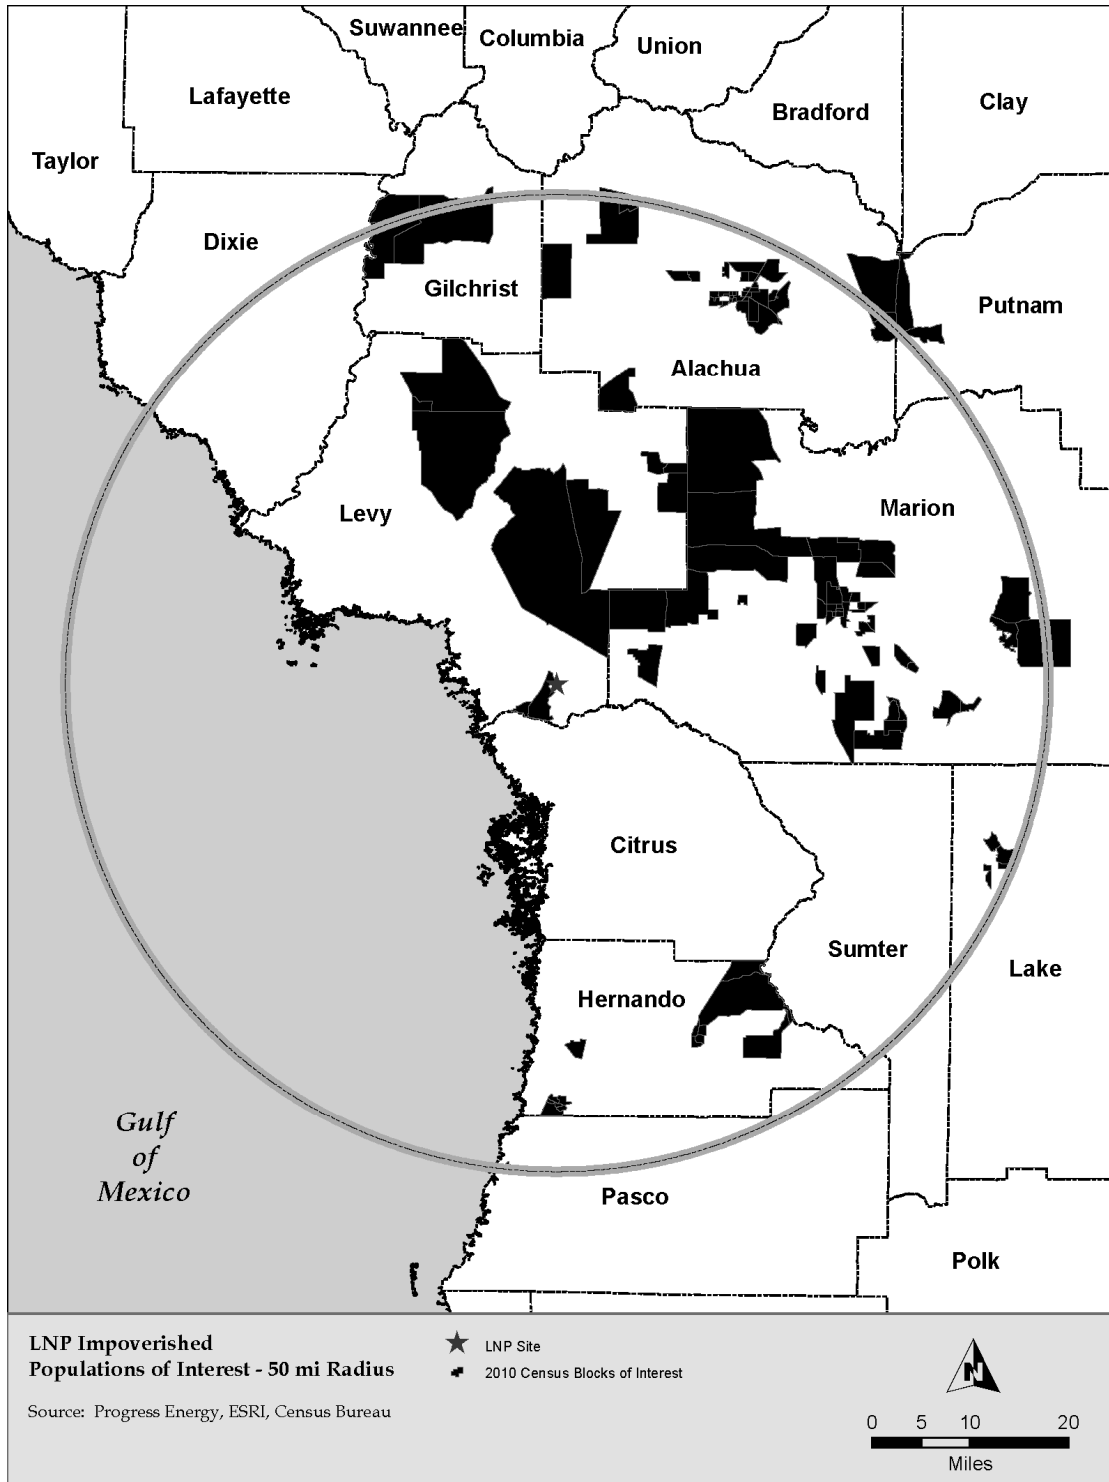 Suwannee
Columbia
Union
Lafayette
Bradford
Clay
Taylor
Dixie
Gilchrist
Putnam
Alachua
Levy
Marion
Citrus
Sumter
Lake
Hernando
Gulf
of
Mexico
Pasco
Polk
LNP Impoverished
Populations of Interest - 50 mi Radius
Source: Progress Energy, ESRI, Census Bureau
LNP Site
2010 Census Blocks of Interest
N
0 5 10 20
Miles